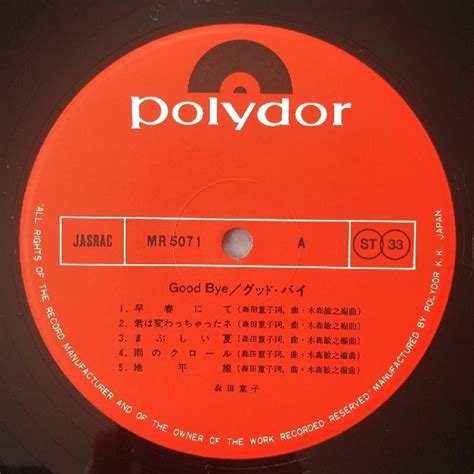 polydor
JASRAC MR 5071 A ST 33
Good Bye／グッド・バイ
1. 早春にて (森田童子詞, 曲・木森敏之編曲)
2. 君は変わっちゃったネ (森田童子詞, 曲・木森敏之編曲)
3. まぶしい夏 (森田童子詞, 曲・木森敏之編曲)
4. 雨のクロール (森田童子詞, 曲・木森敏之編曲)
5. 地平線 (森田童子詞, 曲・木森敏之編曲)
森田童子
"ALL RIGHTS OF THE RECORD MANUFACTURER AND OF THE OWNER OF THE WORK RECORDED RESERVED" MANUFACTURED BY POLYDOR K.K. JAPAN.